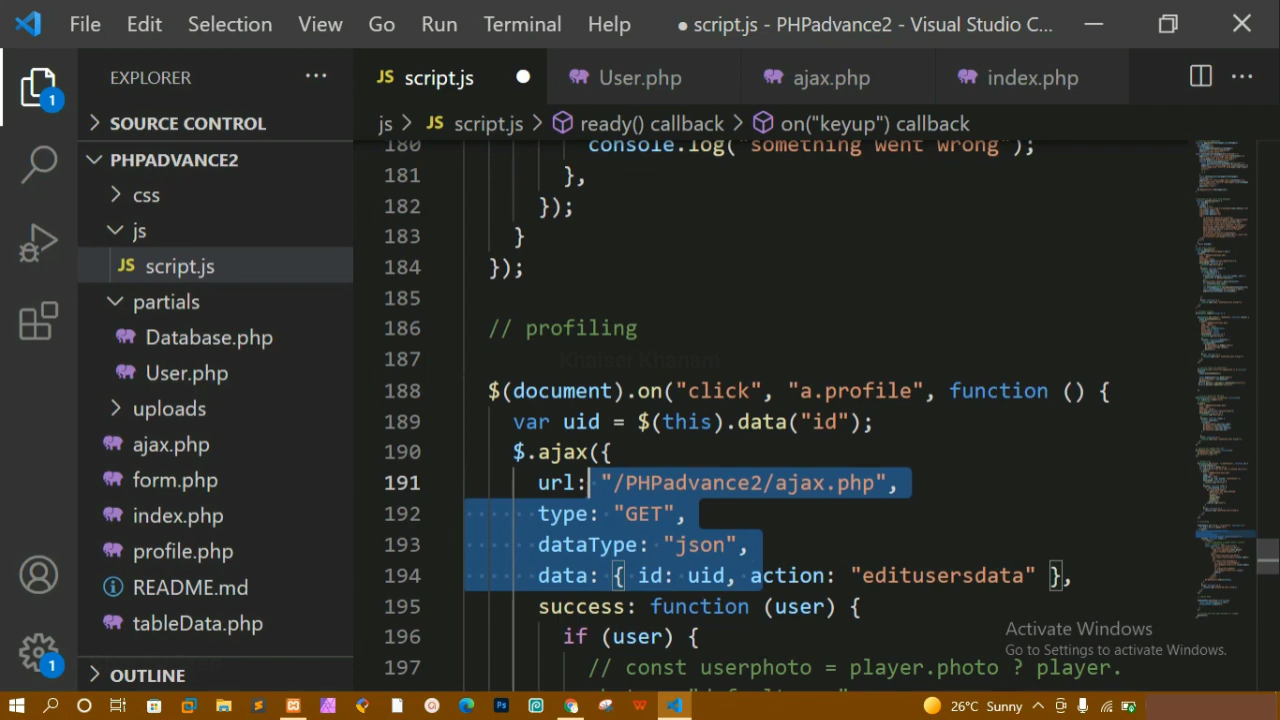 File Edit Selection View Go Run Terminal Help
● script.js - PHPadvance2 - Visual Studio C...
EXPLORER
SOURCE CONTROL
PHPADVANCE2
css
js
JS script.js
partials
Database.php
User.php
uploads
ajax.php
form.php
index.php
profile.php
README.md
tableData.php
OUTLINE
1
1
JS script.js User.php ajax.php index.php
js > JS script.js > ready() callback > on("keyup") callback
180 console.log("something went wrong");
181 },
182 });
183 }
184 });
185
186 // profiling
187
Khaiser Khanam
188 $(document).on("click", "a.profile", function () {
189 var uid = $(this).data("id");
190 $.ajax({
191 url: "/PHPadvance2/ajax.php",
192 type: "GET",
193 dataType: "json",
194 data: { id: uid, action: "editusersdata" },
195 success: function (user) {
196 if (user) {
197 // const userphoto = player.photo ? player.
Activate Windows
Go to Settings to activate Windows.
26°C Sunny